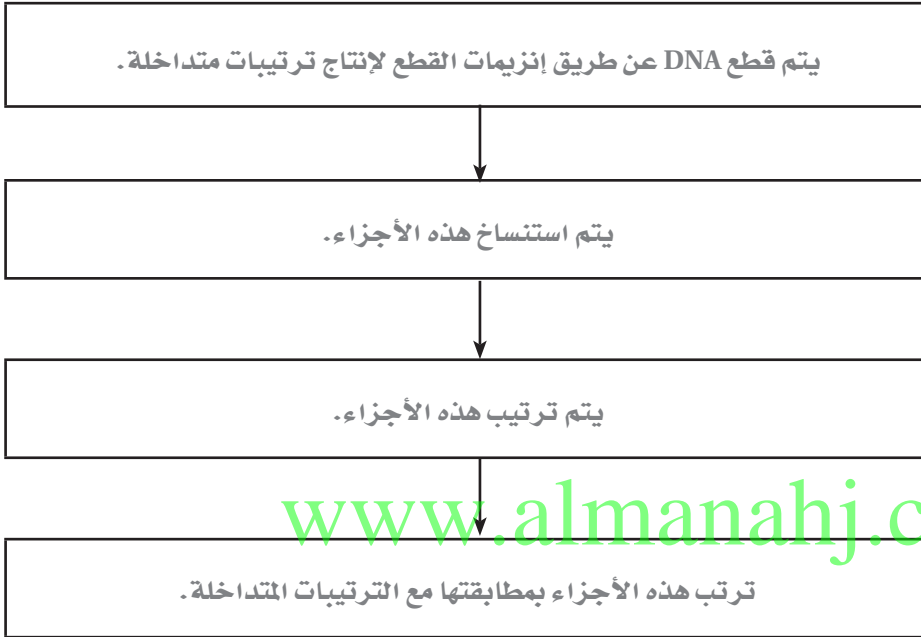 يتم قطع DNA عن طريق إنزيمات القطع لإنتاج ترتيبات متداخلة.
يتم استنساخ هذه الأجزاء.
يتم ترتيب هذه الأجزاء.
www.almanahj.c
ترتب هذه الأجزاء بمطابقتها مع الترتيبات المتداخلة.